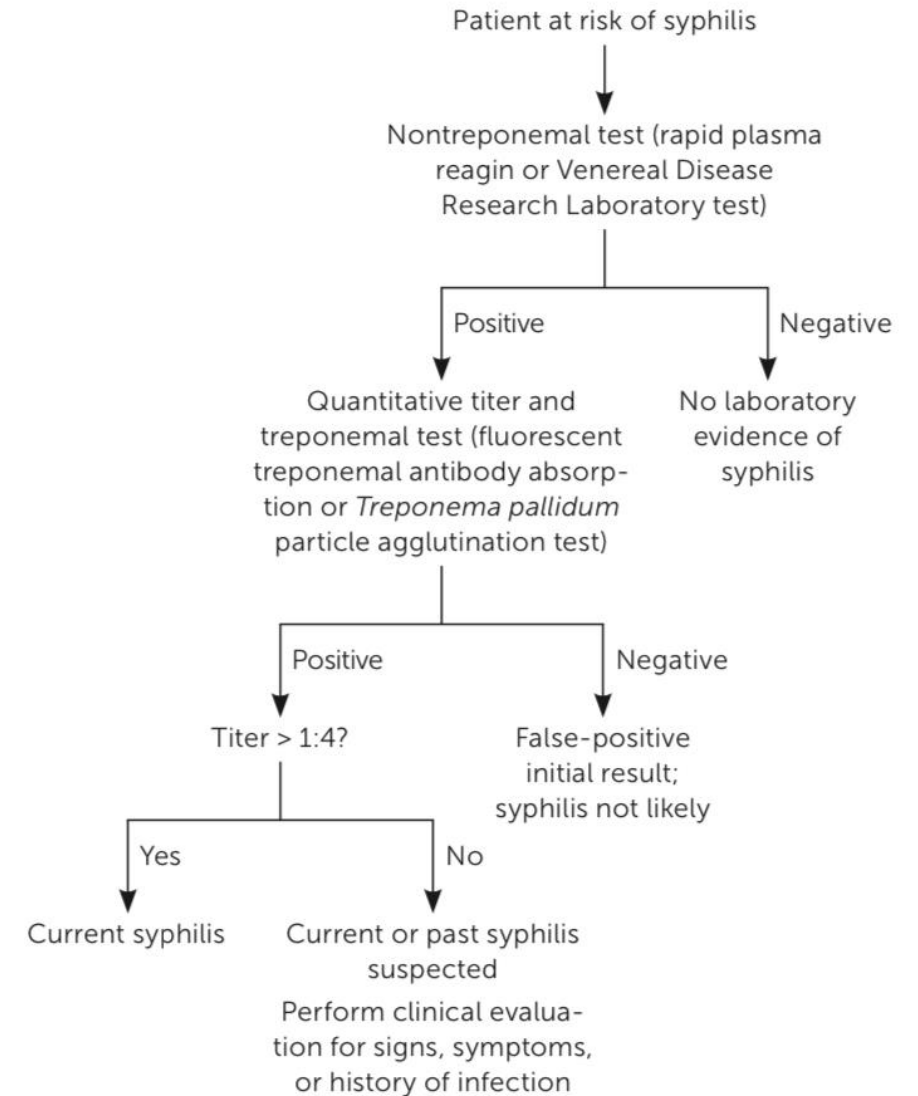 Patient at risk of syphilis
Nontreponemal test (rapid plasma
reagin or Venereal Disease
Research Laboratory test)
Positive
Negative
Quantitative titer and
treponemal test (fluorescent
treponemal antibody absorp-
tion or Treponema pallidum
particle agglutination test)
No laboratory
evidence of
syphilis
Positive
Negative
Titer > 1:4?
False-positive
initial result;
syphilis not likely
Yes
No
Current syphilis
Current or past syphilis
suspected
Perform clinical evalua-
tion for signs, symptoms,
or history of infection